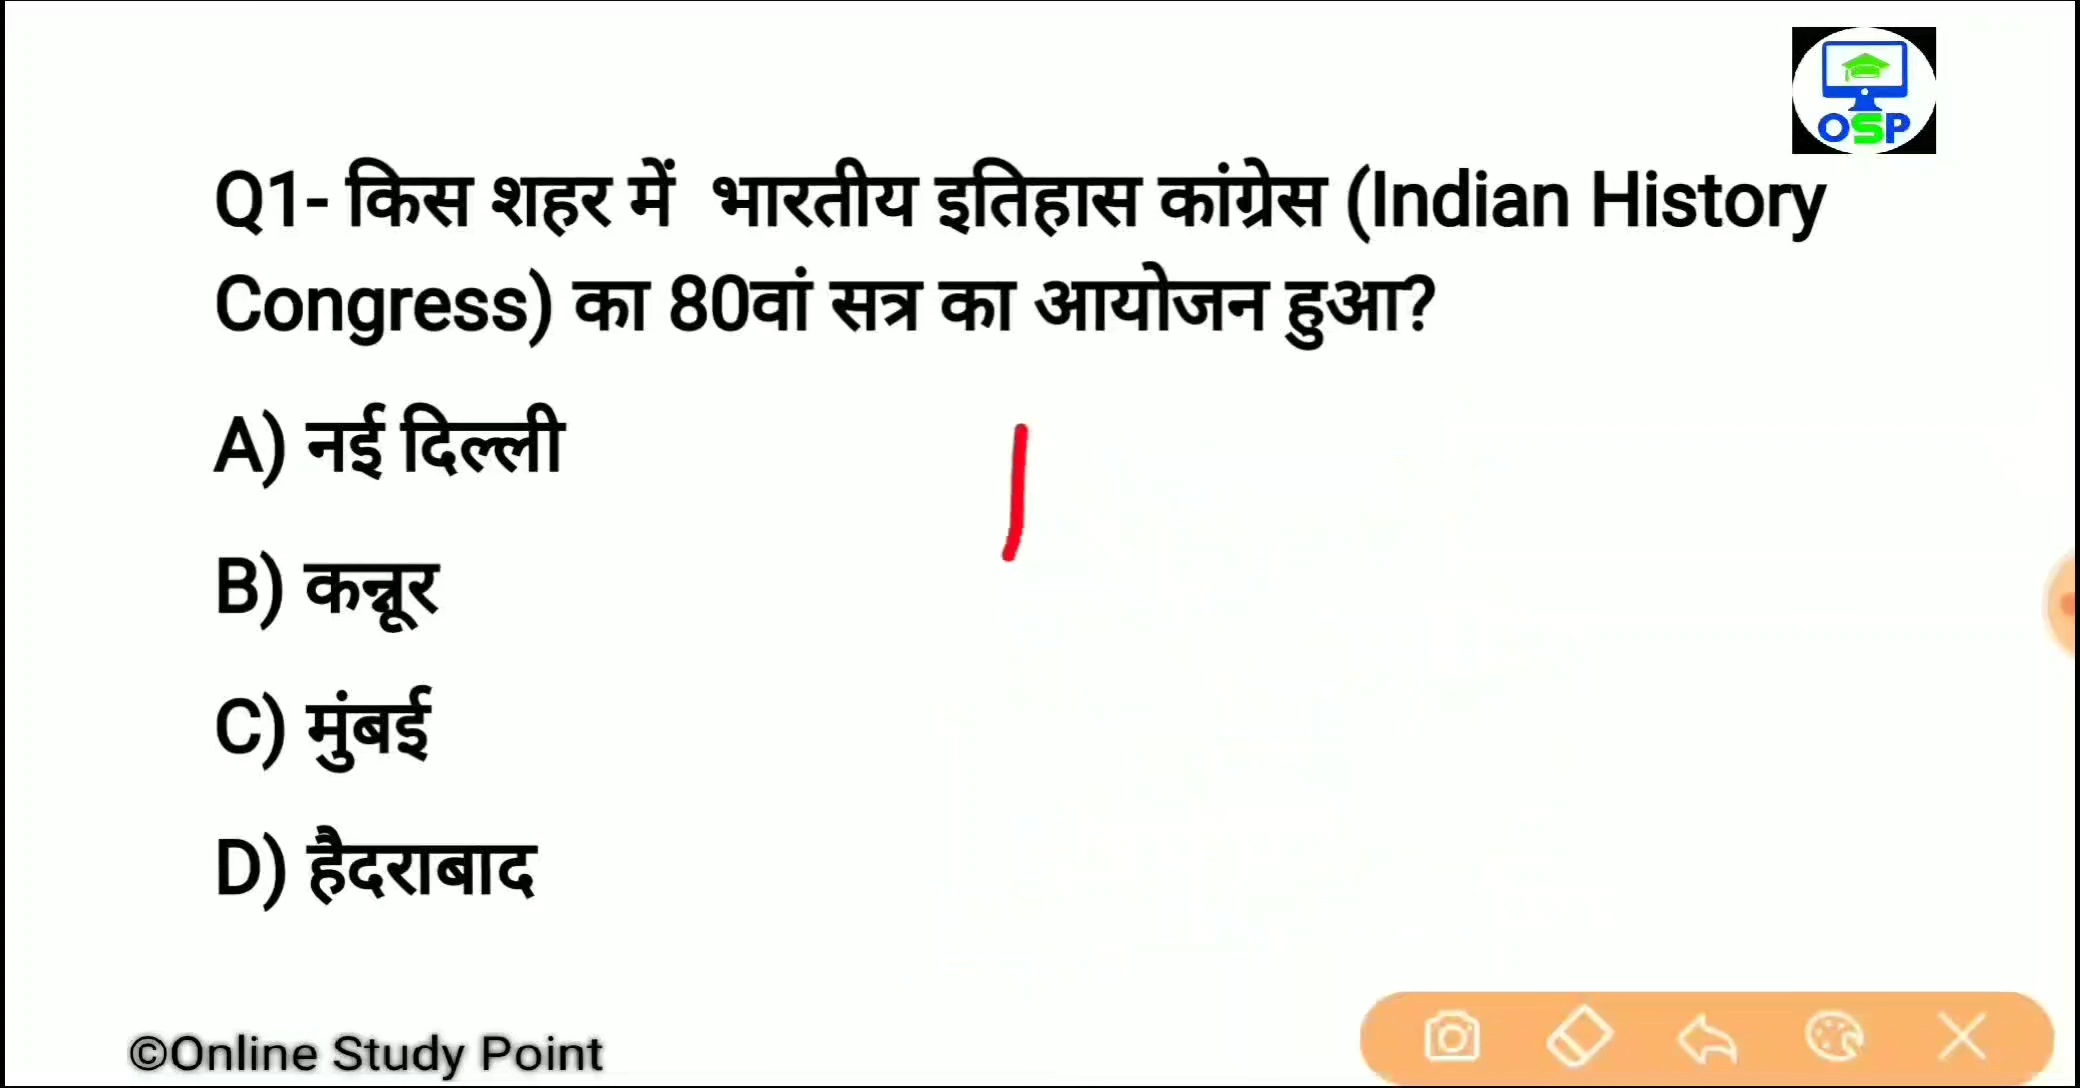 OSP
Q1- किस शहर में भारतीय इतिहास कांग्रेस (Indian History
Congress) का 80वां सत्र का आयोजन हुआ?
A) नई दिल्ली
B) कन्नूर
C) मुंबई
D) हैदराबाद
©Online Study Point